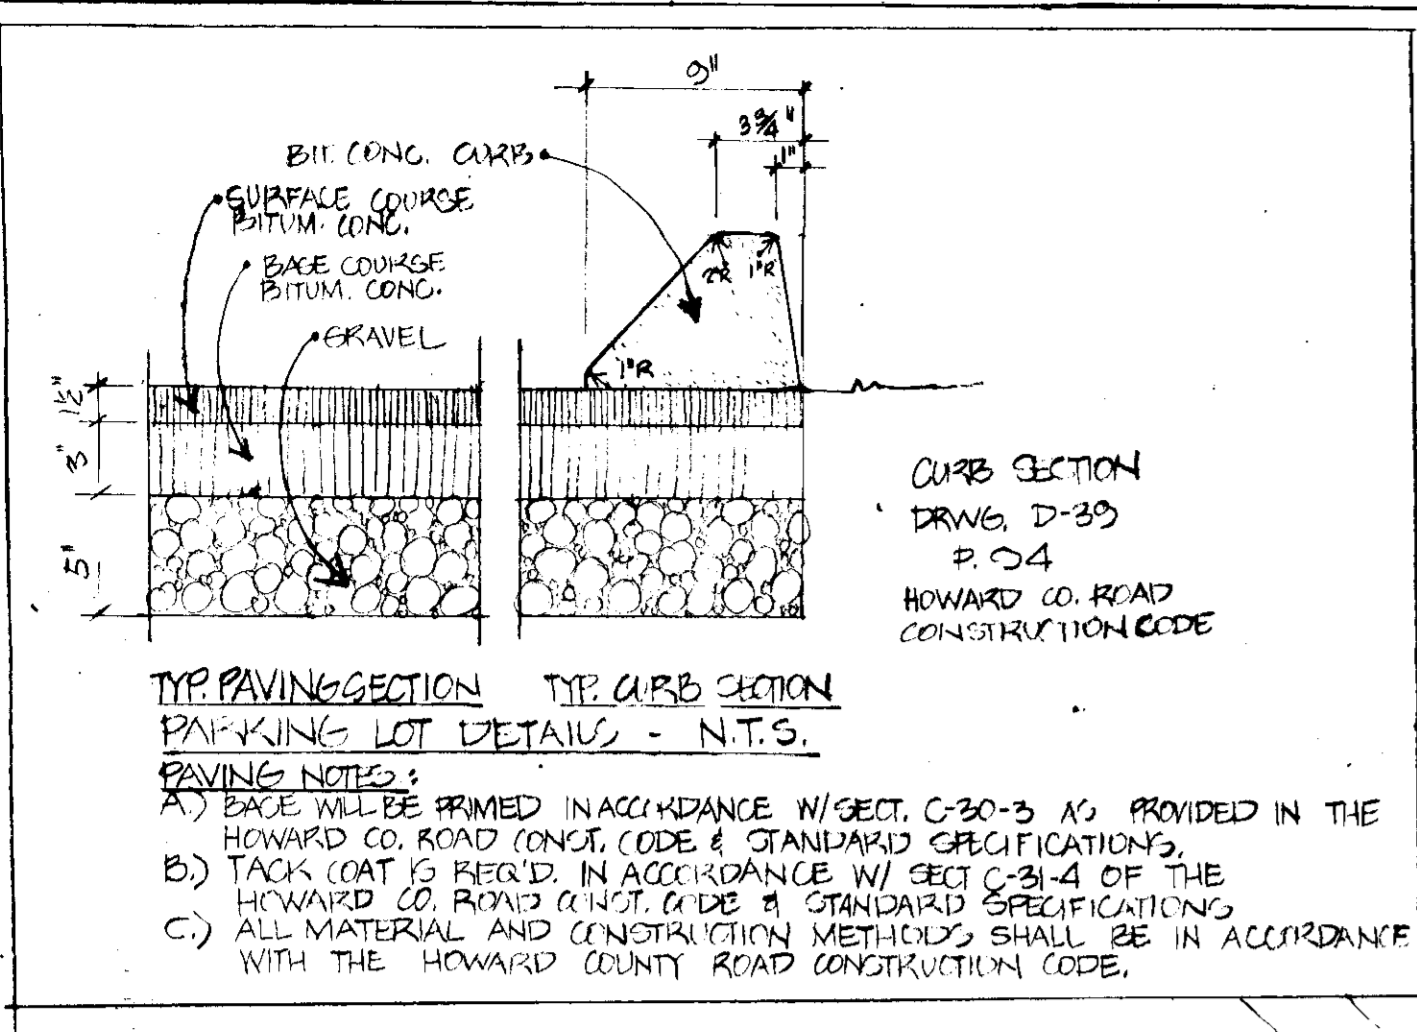 9"
3 3/4"
1"
BIT. CONC. CURB
SURFACE COURSE
BITUM. CONC.
BASE COURSE
BITUM. CONC.
GRAVEL
2"R 1"R
1"R
1½"
3"
5"
CURB SECTION
DRWG. D-39
P. 94
HOWARD CO. ROAD
CONSTRUCTION CODE
TYP. PAVING SECTION TYP. CURB SECTION
PARKING LOT DETAILS - N.T.S.
PAVING NOTES:
A.) BASE WILL BE PRIMED IN ACCORDANCE W/ SECT. C-30-3 AS PROVIDED IN THE
HOWARD CO. ROAD CONST. CODE & STANDARD SPECIFICATIONS.
B.) TACK COAT IS REQ'D. IN ACCORDANCE W/ SECT C-31-4 OF THE
HOWARD CO. ROAD CONST. CODE & STANDARD SPECIFICATIONS
C.) ALL MATERIAL AND CONSTRUCTION METHODS SHALL BE IN ACCORDANCE
WITH THE HOWARD COUNTY ROAD CONSTRUCTION CODE.